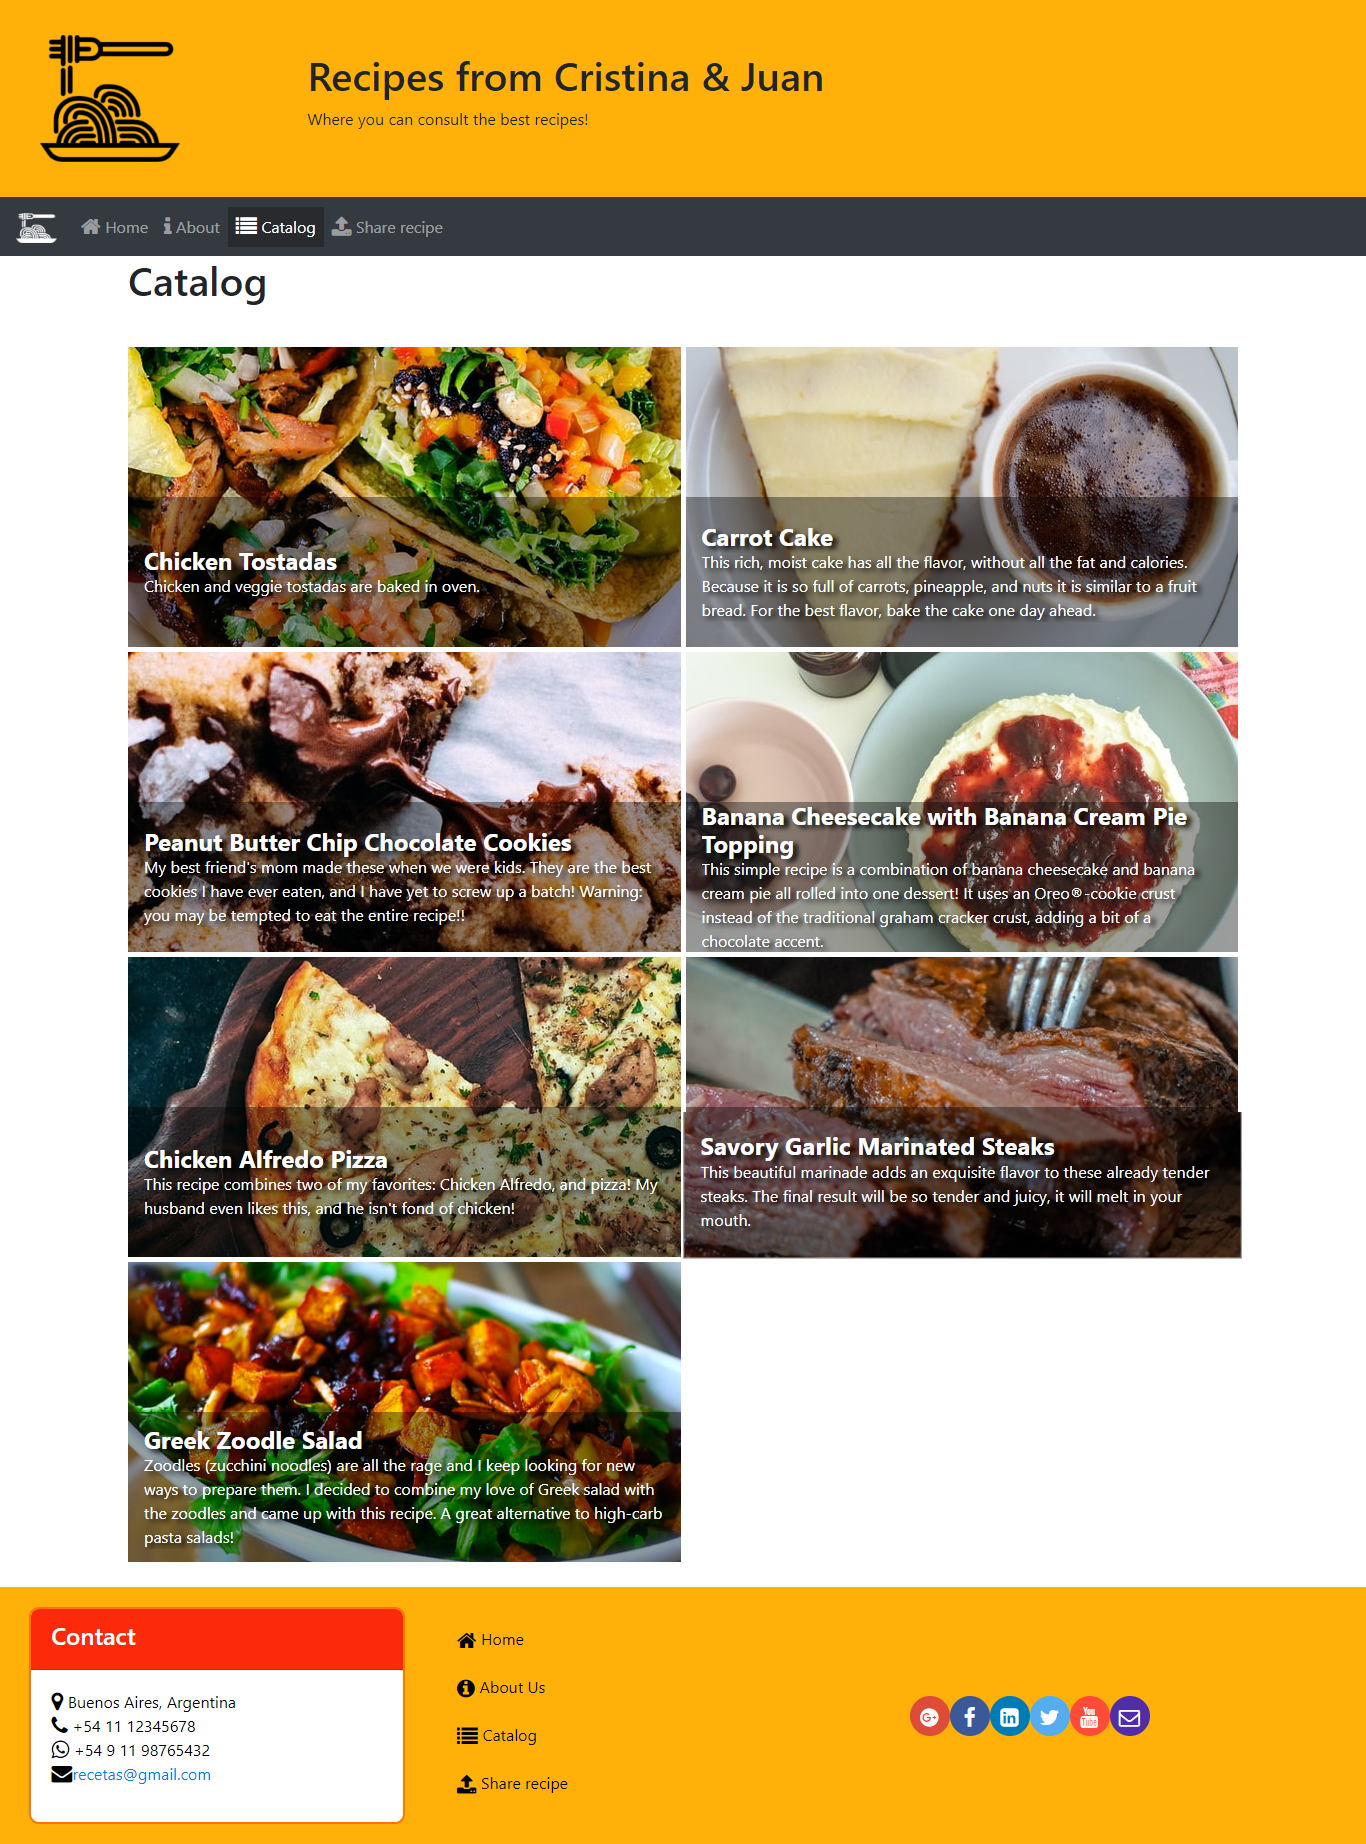 Recipes from Cristina & Juan
Where you can consult the best recipes!
Home
About
Catalog
Share recipe
Catalog
Chicken Tostadas
Chicken and veggie tostadas are baked in oven.
Carrot Cake
This rich, moist cake has all the flavor, without all the fat and calories.
Because it is so full of carrots, pineapple, and nuts it is similar to a fruit
bread. For the best flavor, bake the cake one day ahead.
Peanut Butter Chip Chocolate Cookies
My best friend's mom made these when we were kids. They are the best
cookies I have ever eaten, and I have yet to screw up a batch! Warning:
you may be tempted to eat the entire recipe!!
Banana Cheesecake with Banana Cream Pie
Topping
This simple recipe is a combination of banana cheesecake and banana
cream pie all rolled into one dessert! It uses an Oreo®-cookie crust
instead of the traditional graham cracker crust, adding a bit of a
chocolate accent.
Chicken Alfredo Pizza
This recipe combines two of my favorites: Chicken Alfredo, and pizza! My
husband even likes this, and he isn't fond of chicken!
Savory Garlic Marinated Steaks
This beautiful marinade adds an exquisite flavor to these already tender
steaks. The final result will be so tender and juicy, it will melt in your
mouth.
Greek Zoodle Salad
Zoodles (zucchini noodles) are all the rage and I keep looking for new
ways to prepare them. I decided to combine my love of Greek salad with
the zoodles and came up with this recipe. A great alternative to high-carb
pasta salads!
Contact
Buenos Aires, Argentina
+54 11 12345678
+54 9 11 98765432
recetas@gmail.com
Home
About Us
Catalog
Share recipe
G+
f
in
You
Tube